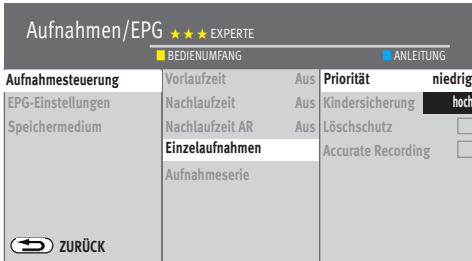 Aufnahmen/EPG ★★★ EXPERTE
BEDIENUMFANG ANLEITUNG
Aufnahmesteuerung Vorlaufzeit Aus Priorität niedrig
EPG-Einstellungen Nachlaufzeit Aus Kindersicherung hoch
Speichermedium Nachlaufzeit AR Aus Löschschutz
Einzelaufnahmen Accurate Recording
Aufnahmeserie
ZURÜCK